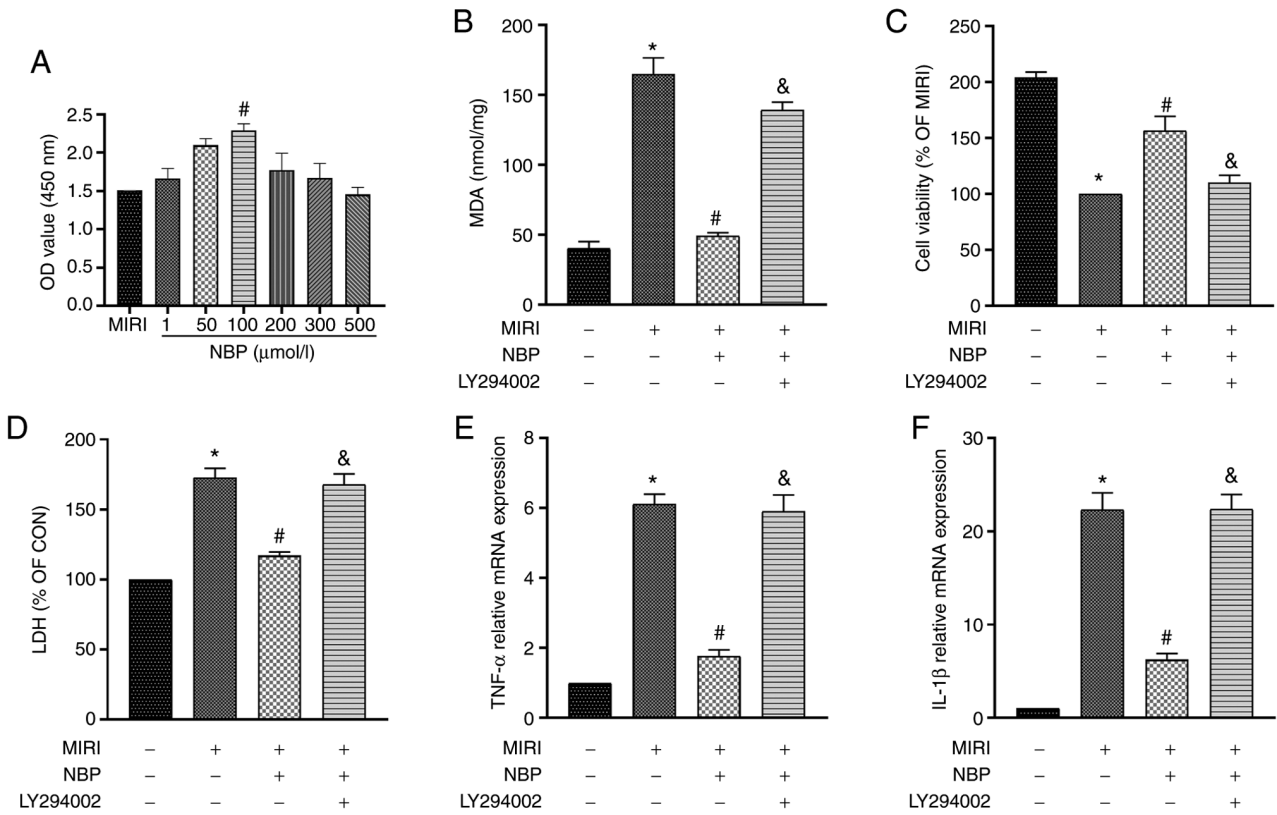 A
OD value (450 nm)
2.5
2.0
1.5
1.0
0.5
0.0
#
MIRI 1 50 100 200 300 500
NBP (μmol/l)
B
MDA (nmol/mg)
200
150
100
50
0
* # &
MIRI – + + +
NBP – – + +
LY294002 – – – +
C
Cell viability (% OF MIRI)
250
200
150
100
50
0
* # &
MIRI – + + +
NBP – – + +
LY294002 – – – +
D
LDH (% OF CON)
200
150
100
50
0
* # &
MIRI – + + +
NBP – – + +
LY294002 – – – +
E
TNF-α relative mRNA expression
8
6
4
2
0
* # &
MIRI – + + +
NBP – – + +
LY294002 – – – +
F
IL-1β relative mRNA expression
30
20
10
0
* # &
MIRI – + + +
NBP – – + +
LY294002 – – – +